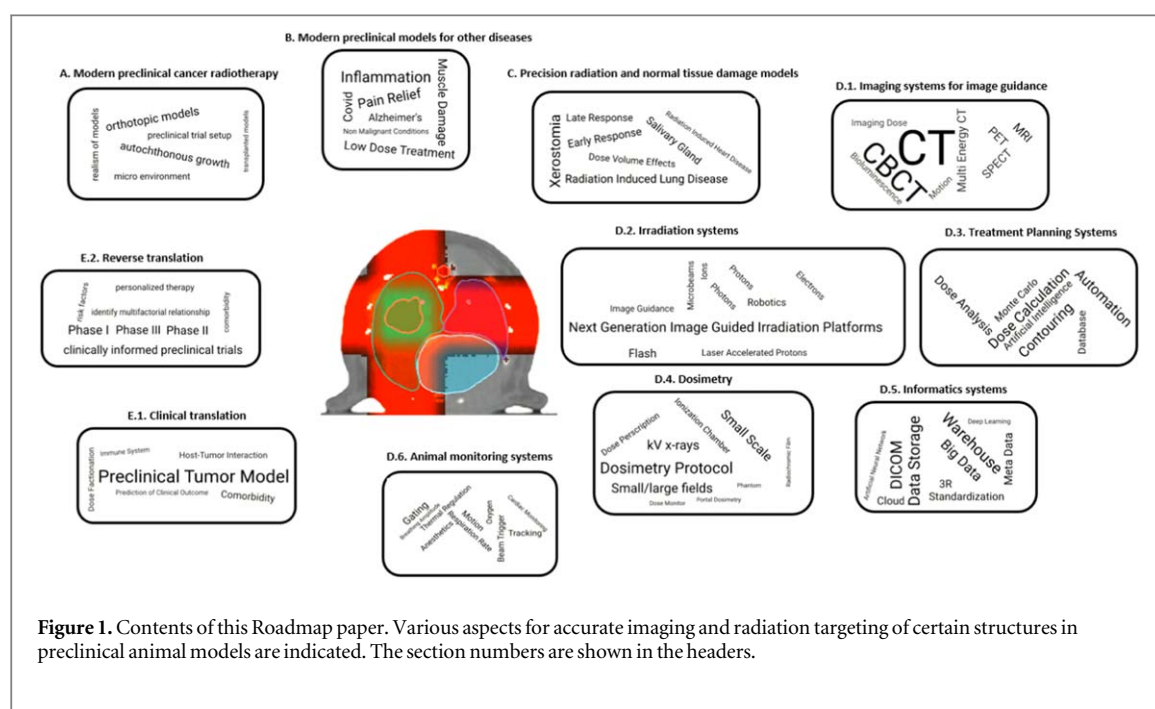 B. Modern preclinical models for other diseases
Inflammation
Muscle Damage
Covid
Pain Relief
Alzheimer's
Non Malignant Conditions
Low Dose Treatment
A. Modern preclinical cancer radiotherapy
realism of models
orthotopic models
preclinical trial setup
autochthonous growth
micro environment
transplanted models
C. Precision radiation and normal tissue damage models
Xerostomia
Late Response
Early Response
Salivary Gland
Radiation Induced Heart Disease
Dose Volume Effects
Radiation Induced Lung Disease
D.1. Imaging systems for image guidance
Imaging Dose
CT
CBCT
Bioluminescence
Motion
Multi Energy CT
PET
MRI
SPECT
E.2. Reverse translation
risk factors
personalized therapy
identify multifactorial relationship
comorbidity
Phase I Phase III Phase II
clinically informed preclinical trials
D.2. Irradiation systems
Microbeams
Ions
Protons
Photons
Electrons
Robotics
Image Guidance
Next Generation Image Guided Irradiation Platforms
Flash
Laser Accelerated Protons
D.3. Treatment Planning Systems
Dose Analysis
Monte Carlo
Dose Calculation
Artificial Intelligence
Contouring
Automation
Database
E.1. Clinical translation
Dose Factionation
Immune System
Host-Tumor Interaction
Preclinical Tumor Model
Prediction of Clinical Outcome
Comorbidity
D.6. Animal monitoring systems
Gating
Breathing Amplitude
Thermal Regulation
Anesthetics
Motion
Respiration Rate
Oxygen
Beam Trigger
Cardiac Monitoring
Tracking
D.4. Dosimetry
Dose Perscription
Ionization Chamber
kV x-rays
Small Scale
Dosimetry Protocol
Small/large fields
Phantom
Dose Monitor
Portal Dosimetry
Radiochromic Film
D.5. Informatics systems
Artificial Neural Network
DICOM
Data Storage
Cloud
Warehouse
Big Data
Deep Learning
Meta Data
3R
Standardization
Figure 1. Contents of this Roadmap paper. Various aspects for accurate imaging and radiation targeting of certain structures in
preclinical animal models are indicated. The section numbers are shown in the headers.